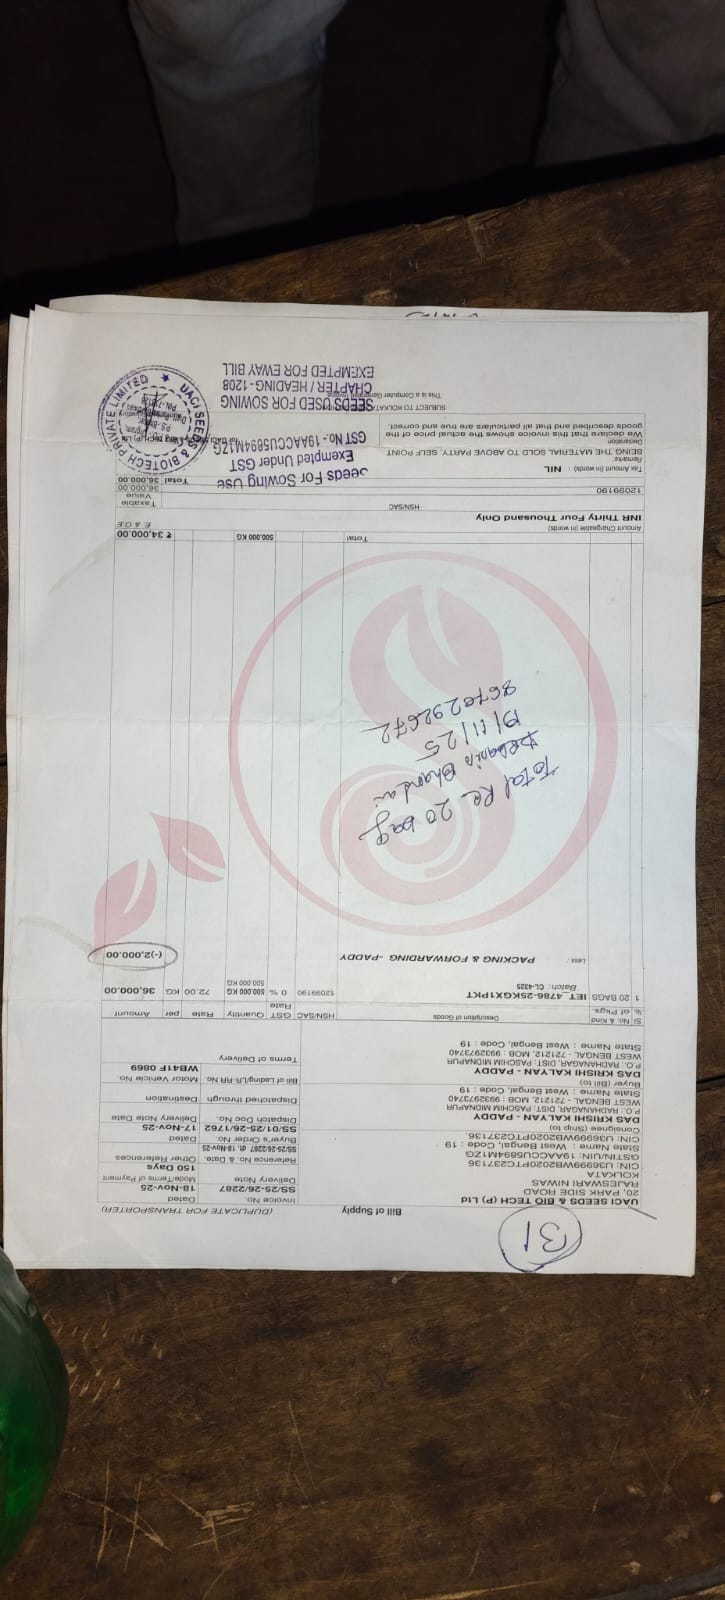 31
Bill of Supply
(DUPLICATE FOR TRANSPORTER)
UACI SEEDS & BIO TECH (P) Ltd
20, PARK SIDE ROAD
RAJESWARI NIWAS
KOLKATA
CIN: U36999WB2020PTC237136
GSTIN/UIN: 19AACCU5894M1ZG
State Name : West Bengal, Code : 19
CIN: U36999WB2020PTC237136
Invoice No.
SS/25-26/2287
Dated
18-Nov-25
Delivery Note
Mode/Terms of Payment
150 Days
Reference No. & Date.
SS/25-26/2287 dt. 18-Nov-25
Other References
Buyer's Order No.
Dated
SS/01/25-26/1762
17-Nov-25
Dispatch Doc No.
Delivery Note Date
Dispatched through
Destination
Bill of Lading/LR-RR No.
Motor Vehicle No.
WB41F 0869
Terms of Delivery
Consignee (Ship to)
DAS KRISHI KALYAN - PADDY
P.O. RADHANAGAR, DIST: PASCHIM MIDNAPUR
WEST BENGAL - 721212, MOB : 9932973740
State Name : West Bengal, Code : 19
Buyer (Bill to)
DAS KRISHI KALYAN - PADDY
P.O. RADHANAGAR, DIST: PASCHIM MIDNAPUR
WEST BENGAL - 721212, MOB : 9932973740
State Name : West Bengal, Code : 19
Sl No. & Kind of Pkgs. Description of Goods HSN/SAC GST Rate Quantity Rate per Amount
1 20 BAGS IET_4786-25KGX1PKT 12099190 0 % 500.000 KG 72.00 KG 36,000.00
Batch : CL-4325 500.000 KG
Less : PACKING & FORWARDING -PADDY (-)2,000.00
Total Re. 20 bag
Debasis Bhandari
19/11/25
8670292672
Total 500.000 KG ₹ 34,000.00
Amount Chargeable (in words)
E & O E
INR Thirty Four Thousand Only
HSN/SAC Taxable Value
12099190 36,000.00
Total 36,000.00
Tax Amount (in words) : NIL
Remarks:
BEING THE MATERIAL SOLD TO ABOVE PARTY, SELF POINT
Declaration
We declare that this invoice shows the actual price of the
goods described and that all particulars are true and correct.
Seeds For Sowing Use
Exempted Under GST
GST No.- 19AACCU5894M1ZG
SEEDS USED FOR SOWING
CHAPTER / HEADING - 1208
EXEMPTED FOR EWAY BILL
UACI SEEDS & BIOTECH PRIVATE LIMITED
SUBJECT TO KOLKATA
This is a Computer Generated Invoice